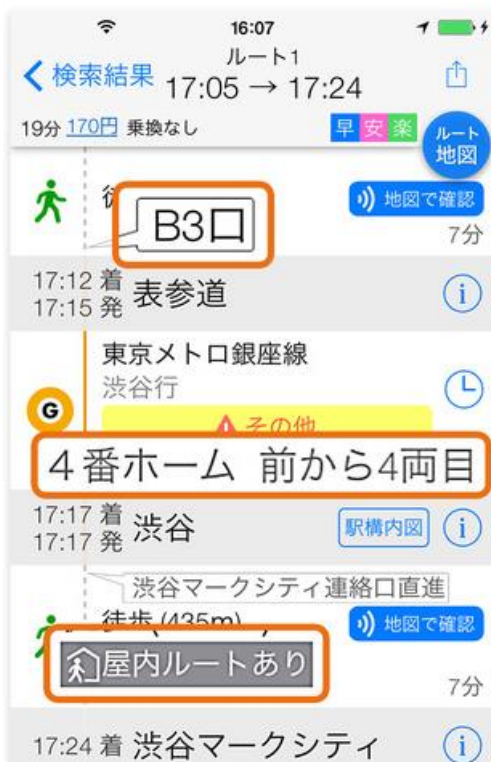 16:07
検索結果
ルート1
17:05 → 17:24
19分 170円 乗換なし
早 安 楽
ルート
地図
B3口
地図で確認
7分
17:12 着
17:15 発
表参道
東京メトロ銀座線
渋谷行
G
その他
4番ホーム 前から4両目
17:17 着
17:17 発
渋谷
駅構内図
渋谷マークシティ連絡口直進
徒歩 (435m)
地図で確認
屋内ルートあり
7分
17:24 着 渋谷マークシティ